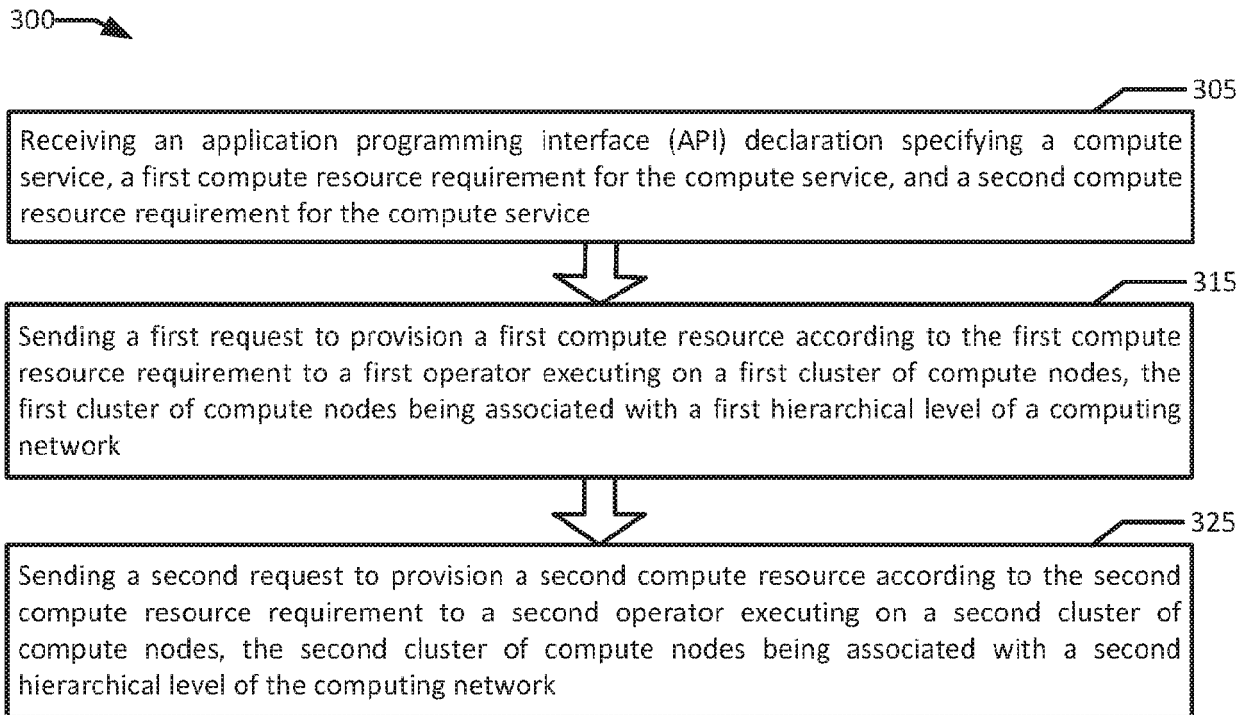 300
305
Receiving an application programming interface (API) declaration specifying a compute
service, a first compute resource requirement for the compute service, and a second compute
resource requirement for the compute service
315
Sending a first request to provision a first compute resource according to the first compute
resource requirement to a first operator executing on a first cluster of compute nodes, the
first cluster of compute nodes being associated with a first hierarchical level of a computing
network
325
Sending a second request to provision a second compute resource according to the second
compute resource requirement to a second operator executing on a second cluster of
compute nodes, the second cluster of compute nodes being associated with a second
hierarchical level of the computing network